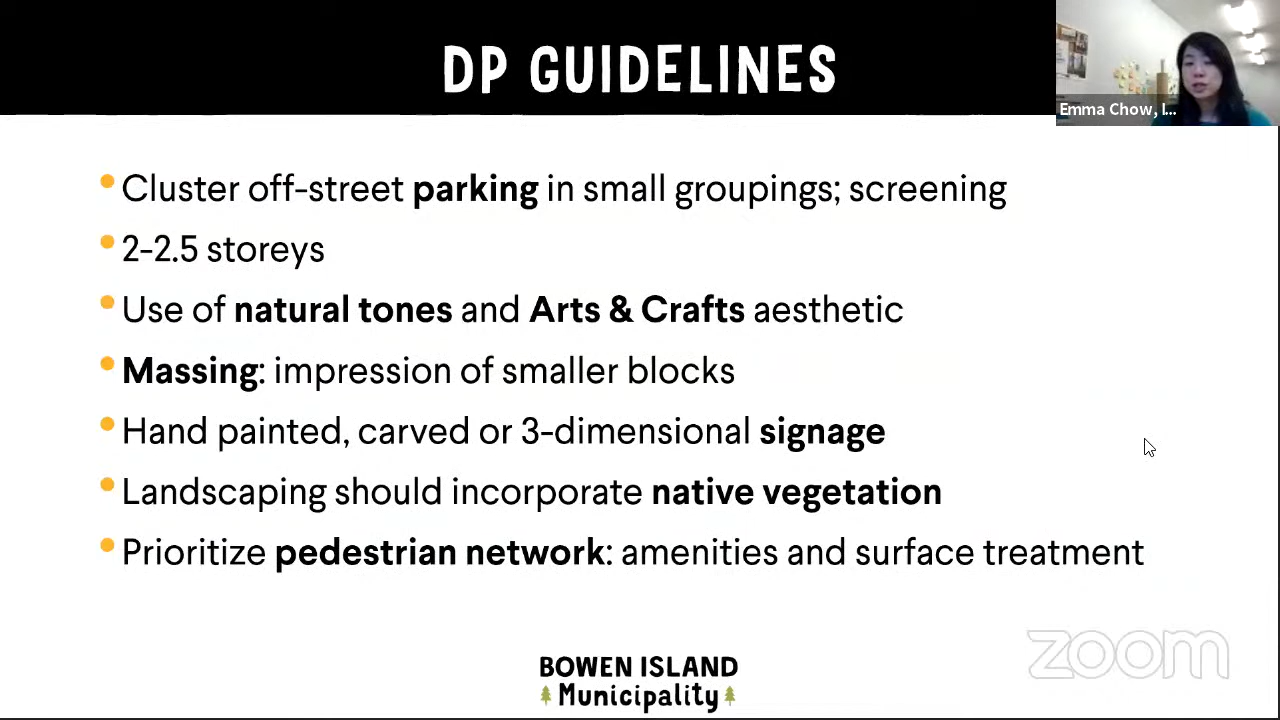 DP GUIDELINES
Emma Chow, I...
Cluster off-street parking in small groupings; screening
2-2.5 storeys
Use of natural tones and Arts & Crafts aesthetic
Massing: impression of smaller blocks
Hand painted, carved or 3-dimensional signage
Landscaping should incorporate native vegetation
Prioritize pedestrian network: amenities and surface treatment
zoom
BOWEN ISLAND
Municipality